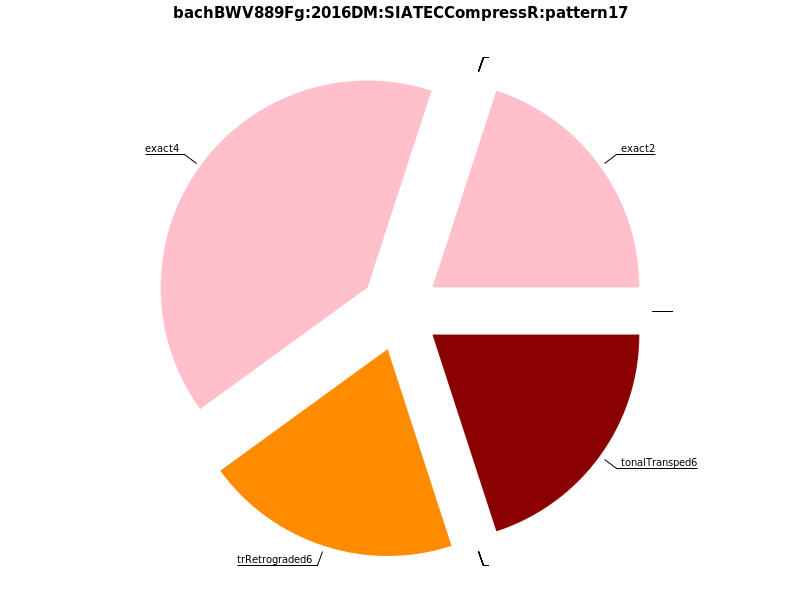 bachBWV889Fg:2016DM:SIATECCompressR:pattern17
exact4
exact2
tonalTransped6
trRetrograded6